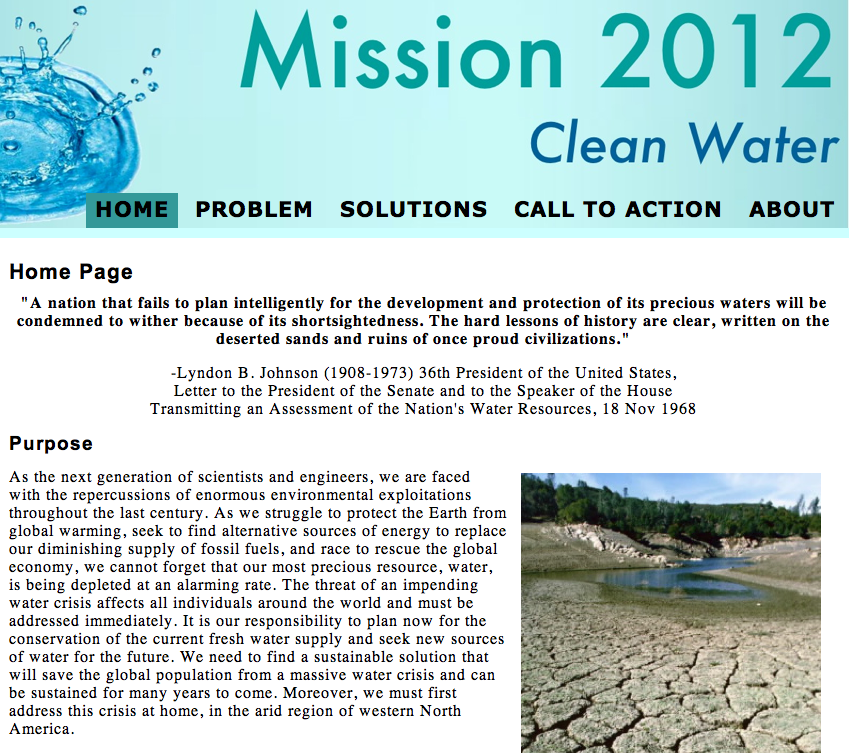 Mission 2012
Clean Water
HOME PROBLEM SOLUTIONS CALL TO ACTION ABOUT
Home Page
"A nation that fails to plan intelligently for the development and protection of its precious waters will be
condemned to wither because of its shortsightedness. The hard lessons of history are clear, written on the
deserted sands and ruins of once proud civilizations."
-Lyndon B. Johnson (1908-1973) 36th President of the United States,
Letter to the President of the Senate and to the Speaker of the House
Transmitting an Assessment of the Nation's Water Resources, 18 Nov 1968
Purpose
As the next generation of scientists and engineers, we are faced
with the repercussions of enormous environmental exploitations
throughout the last century. As we struggle to protect the Earth from
global warming, seek to find alternative sources of energy to replace
our diminishing supply of fossil fuels, and race to rescue the global
economy, we cannot forget that our most precious resource, water,
is being depleted at an alarming rate. The threat of an impending
water crisis affects all individuals around the world and must be
addressed immediately. It is our responsibility to plan now for the
conservation of the current fresh water supply and seek new sources
of water for the future. We need to find a sustainable solution that
will save the global population from a massive water crisis and can
be sustained for many years to come. Moreover, we must first
address this crisis at home, in the arid region of western North
America.